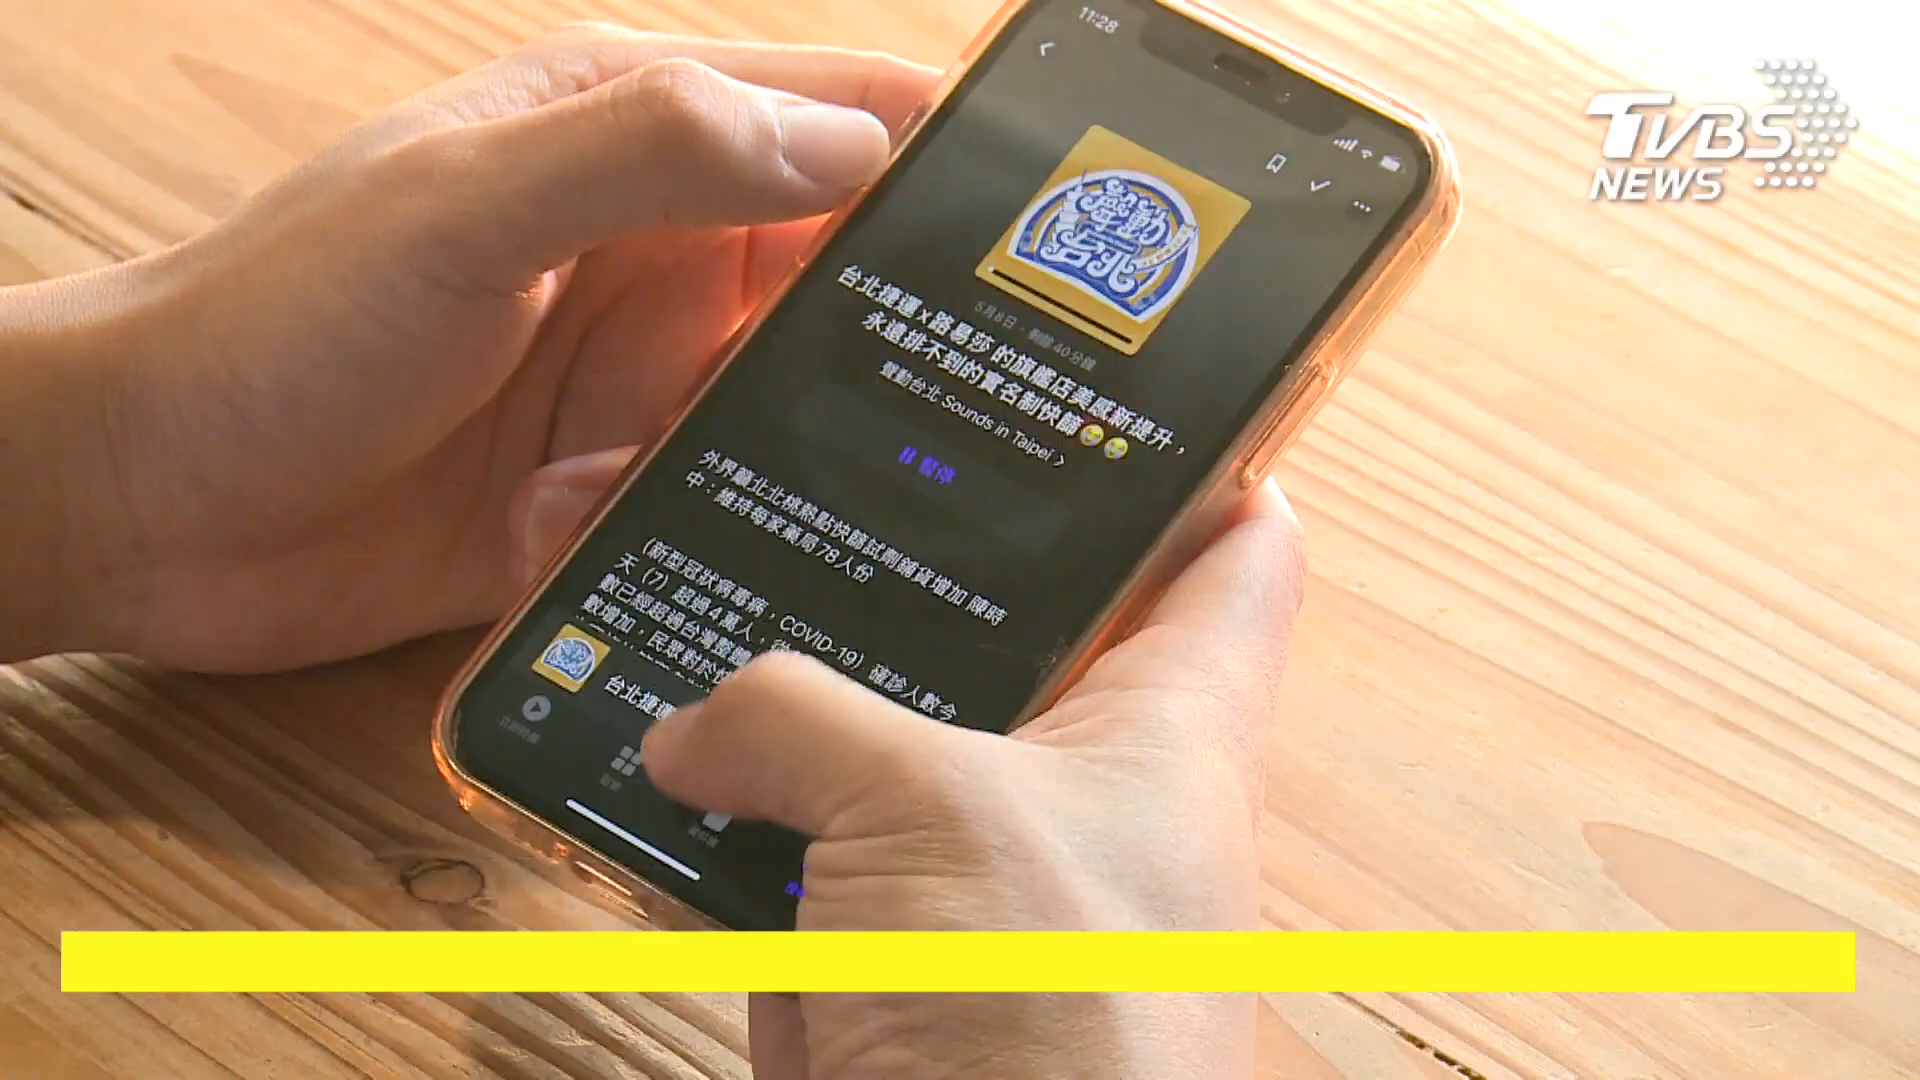 11:28
TVBS
NEWS
聲動
台北
5月8日・剩餘 40 分鐘
台北捷運 x 路易莎 的旗艦店美感新提升，
永遠排不到的實名制快篩😭😭
聲動台北 Sounds in Taipei >
暫停
外界籲北北桃熱點快篩試劑鋪貨增加 陳時
中：維持每家藥局 78 人份
（新型冠狀病毒病，COVID-19）確診人數今
天（7）超過 4 萬人，
數已經超過台灣整體
數增加，民眾對於
台北捷運